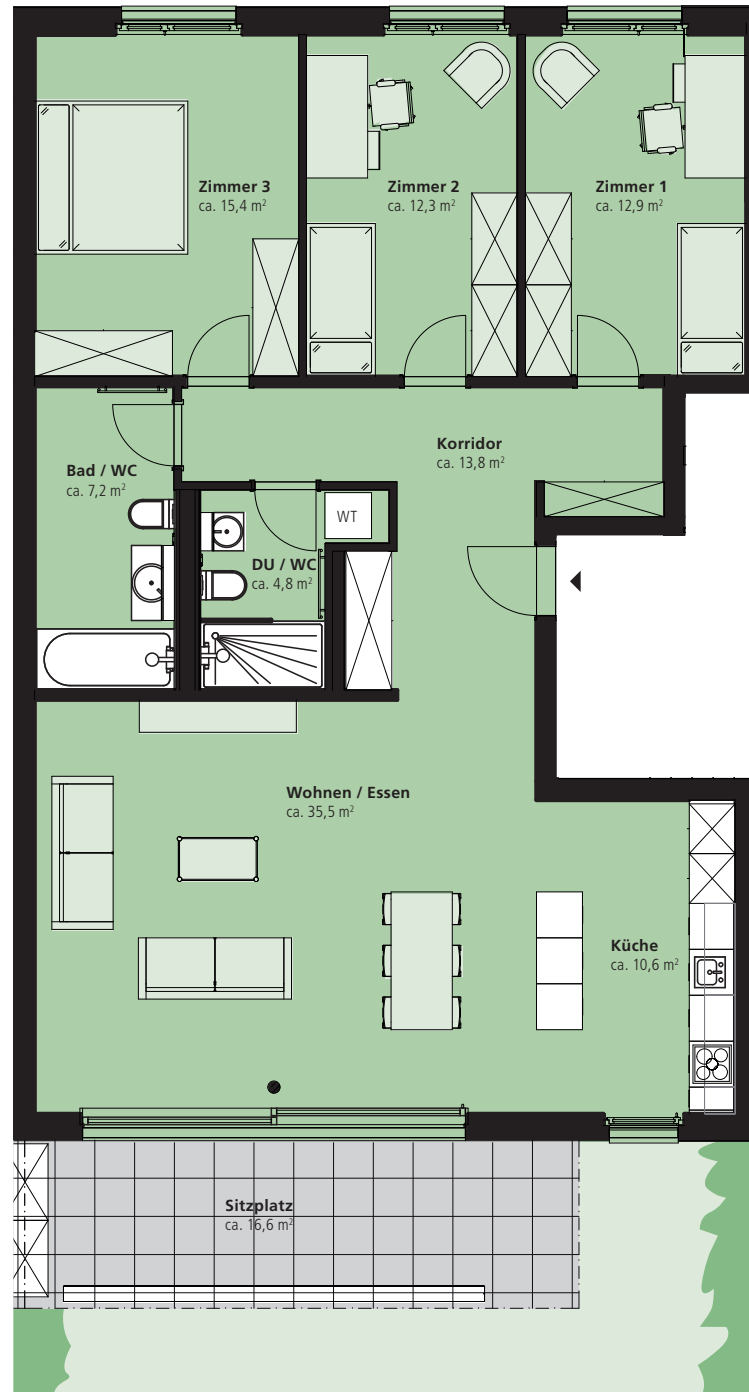 Zimmer 3
ca. 15,4 m²
Zimmer 2
ca. 12,3 m²
Zimmer 1
ca. 12,9 m²
Korridor
ca. 13,8 m²
Bad / WC
ca. 7,2 m²
WT
DU / WC
ca. 4,8 m²
Wohnen / Essen
ca. 35,5 m²
Küche
ca. 10,6 m²
Sitzplatz
ca. 16,6 m²